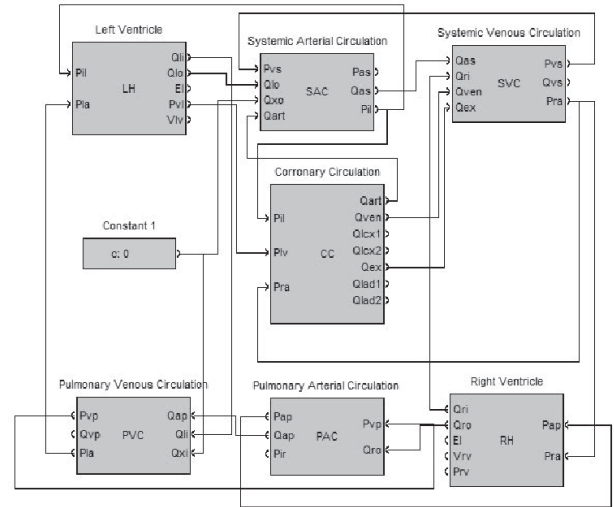 Left Ventricle
Pil
Pla
LH
Qli
Qlo
El
Pvl
Vlv
Systemic Arterial Circulation
Pvs
Qlo
Qxo
Qart
SAC
Pas
Qas
Pil
Systemic Venous Circulation
Qas
Qri
Qven
Qex
SVC
Pvs
Qvs
Pra
Corronary Circulation
Pil
Plv
Pra
CC
Qart
Qven
Qlcx1
Qlcx2
Qex
Qlad1
Qlad2
Constant 1
c: 0
Pulmonary Venous Circulation
Pvp
Qvp
Pla
PVC
Qap
Qli
Qxi
Pulmonary Arterial Circulation
Pap
Qap
Pir
PAC
Pvp
Qro
Right Ventricle
Qri
Qro
El
Vrv
Prv
RH
Pap
Pra